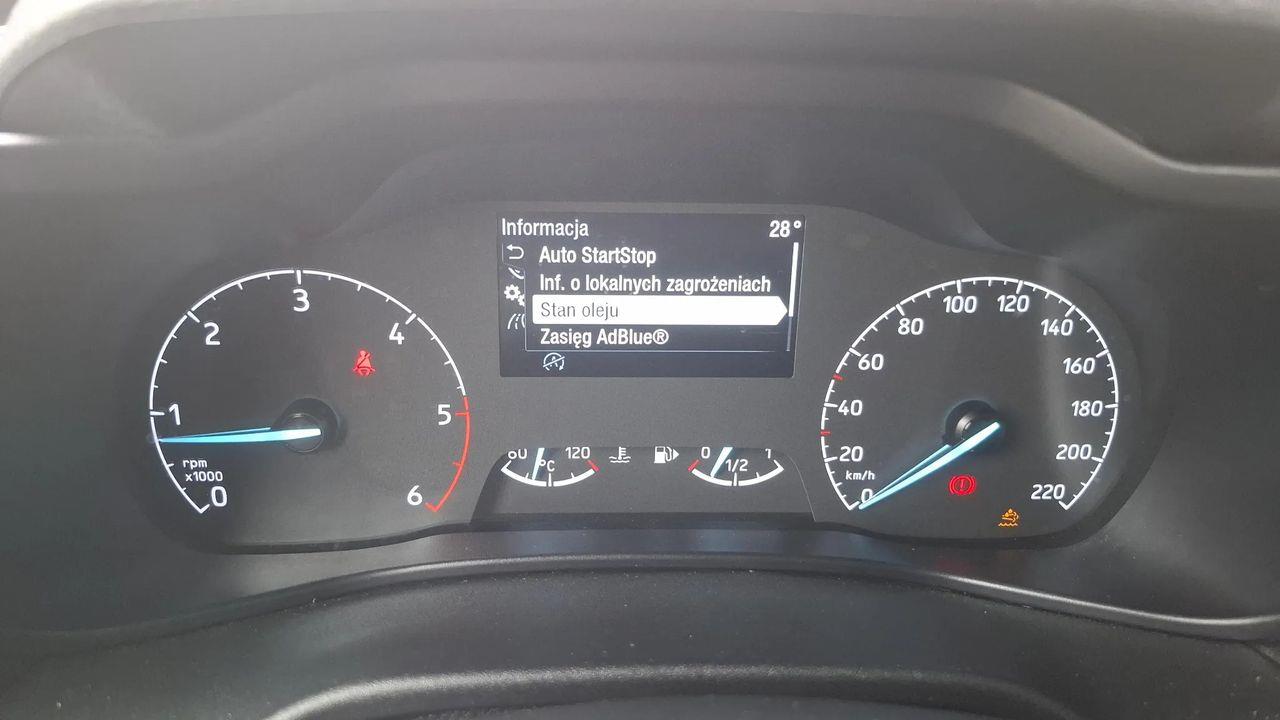 Informacja 28°
Auto StartStop
Inf. o lokalnych zagrożeniach
Stan oleju
Zasięg AdBlue®
0
1
2
3
4
5
6
rpm
x1000
120
°C
0
1/2
1
0
20
40
60
80
100
120
140
160
180
200
220
km/h